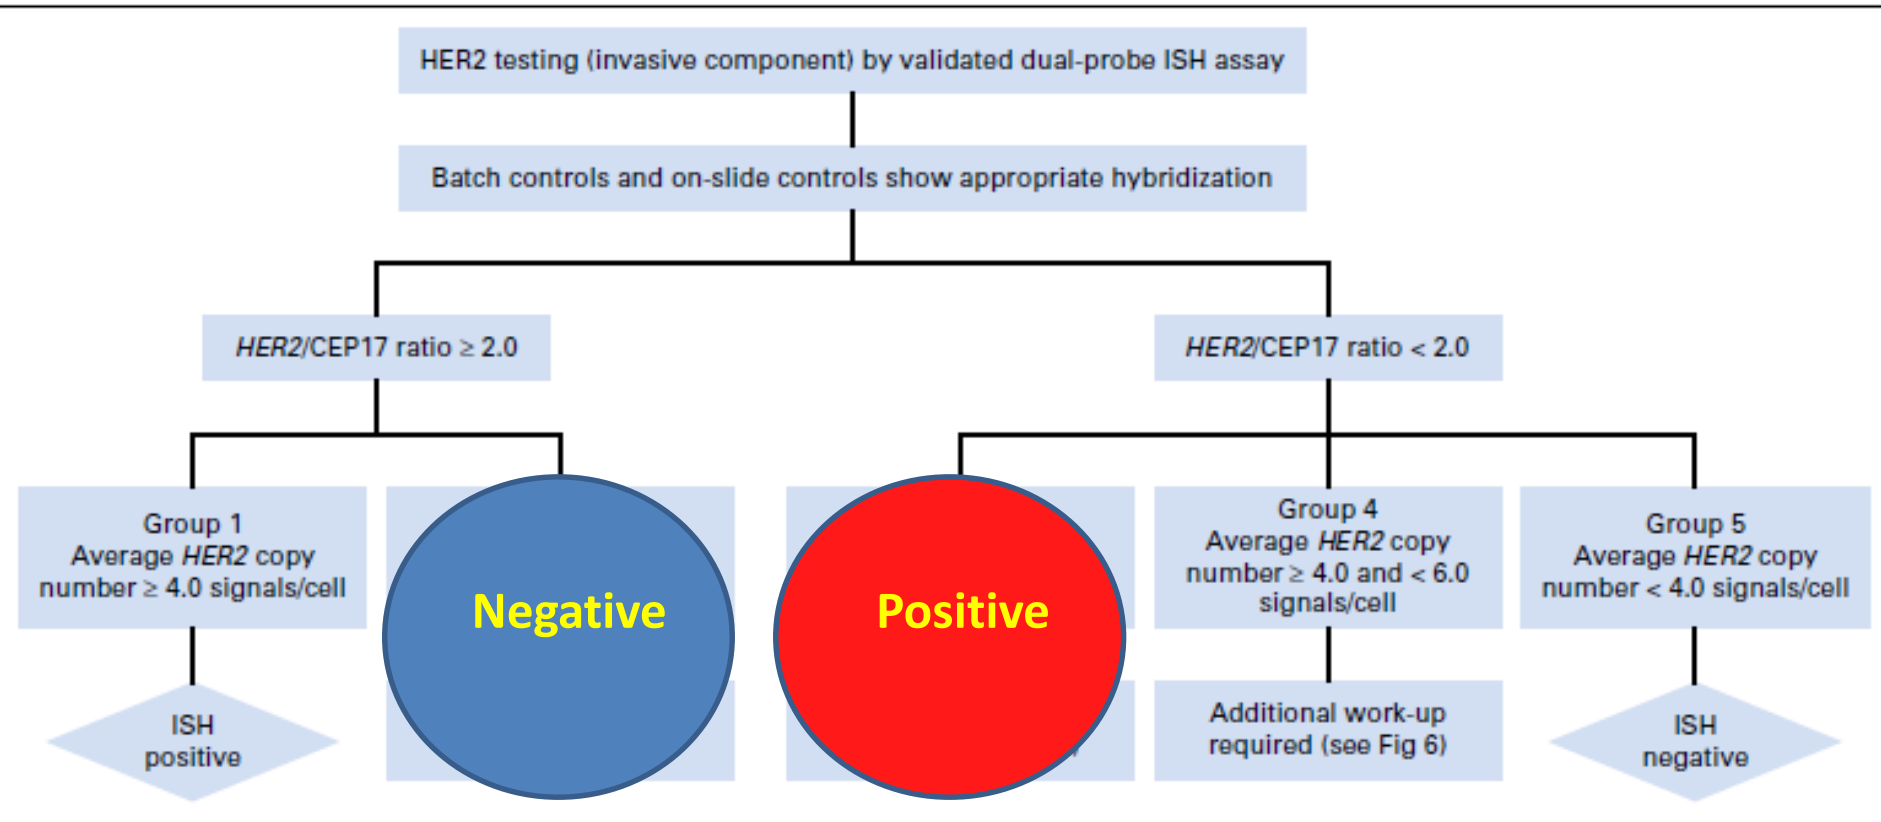 HER2 testing (invasive component) by validated dual-probe ISH assay
Batch controls and on-slide controls show appropriate hybridization
HER2/CEP17 ratio ≥ 2.0
HER2/CEP17 ratio < 2.0
Group 1
Average HER2 copy
number ≥ 4.0 signals/cell
Negative
Positive
Group 4
Average HER2 copy
number ≥ 4.0 and < 6.0
signals/cell
Group 5
Average HER2 copy
number < 4.0 signals/cell
ISH
positive
Additional work-up
required (see Fig 6)
ISH
negative